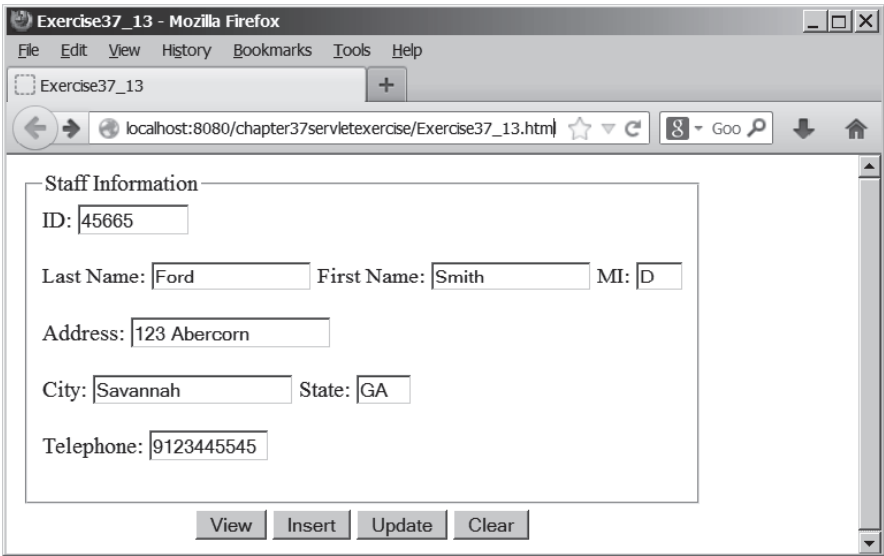 Exercise37_13 - Mozilla Firefox
File Edit View History Bookmarks Tools Help
Exercise37_13 +
localhost:8080/chapter37servletexercise/Exercise37_13.html 8 Goo
Staff Information
ID: 45665
Last Name: Ford First Name: Smith MI: D
Address: 123 Abercorn
City: Savannah State: GA
Telephone: 9123445545
View Insert Update Clear